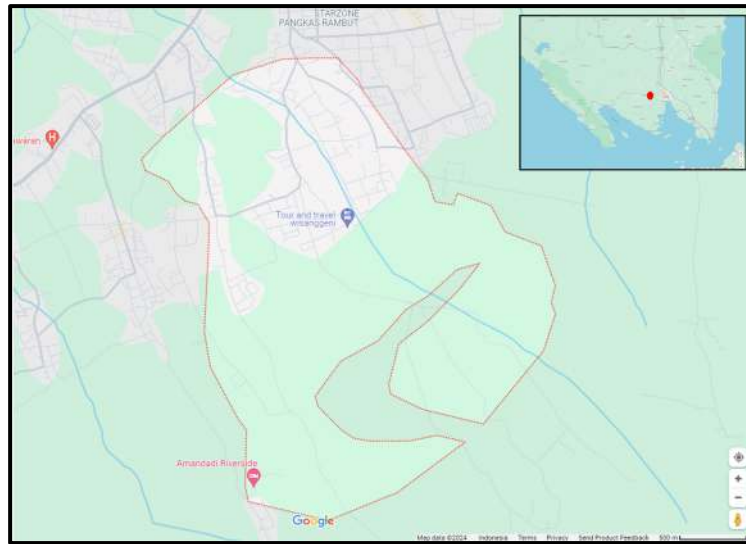 STARZONE
PANGKAS RAMBUT
Tour and travel
wisanggeni
Amandadi Riverside
Google
Map data ©2024 Indonesia Terms Privacy Send Product Feedback 500 m